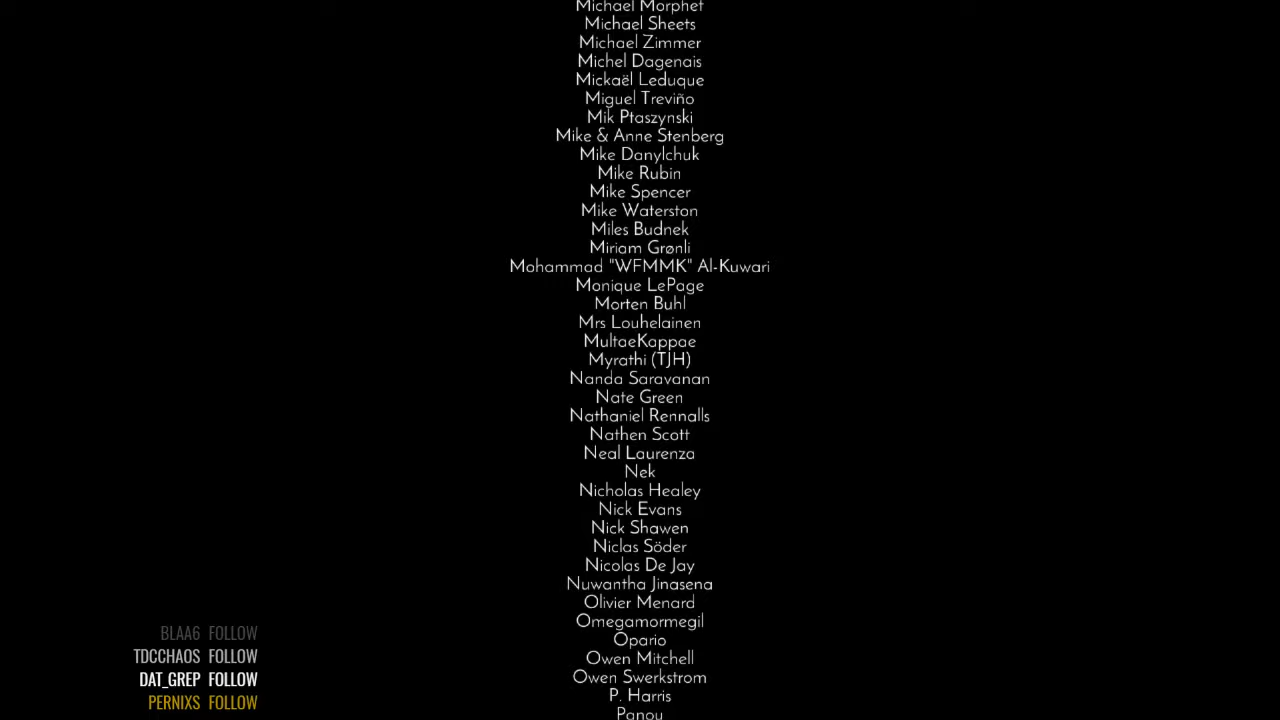 Michael Morphet
Michael Sheets
Michael Zimmer
Michel Dagenais
Mickaël Leduque
Miguel Treviño
Mik Ptaszynski
Mike & Anne Stenberg
Mike Danylchuk
Mike Rubin
Mike Spencer
Mike Waterston
Miles Budnek
Miriam Grønli
Mohammad "WFMMK" Al-Kuwari
Monique LePage
Morten Buhl
Mrs Louhelainen
MultaeKappae
Myrathi (TJH)
Nanda Saravanan
Nate Green
Nathaniel Rennalls
Nathen Scott
Neal Laurenza
Nek
Nicholas Healey
Nick Evans
Nick Shawen
Niclas Söder
Nicolas De Jay
Nuwantha Jinasena
Olivier Menard
Omegamormegil
Opario
Owen Mitchell
Owen Swerkstrom
P. Harris
Panou
BLAA6 FOLLOW
TDCCHAOS FOLLOW
DAT_GREP FOLLOW
PERNIXS FOLLOW